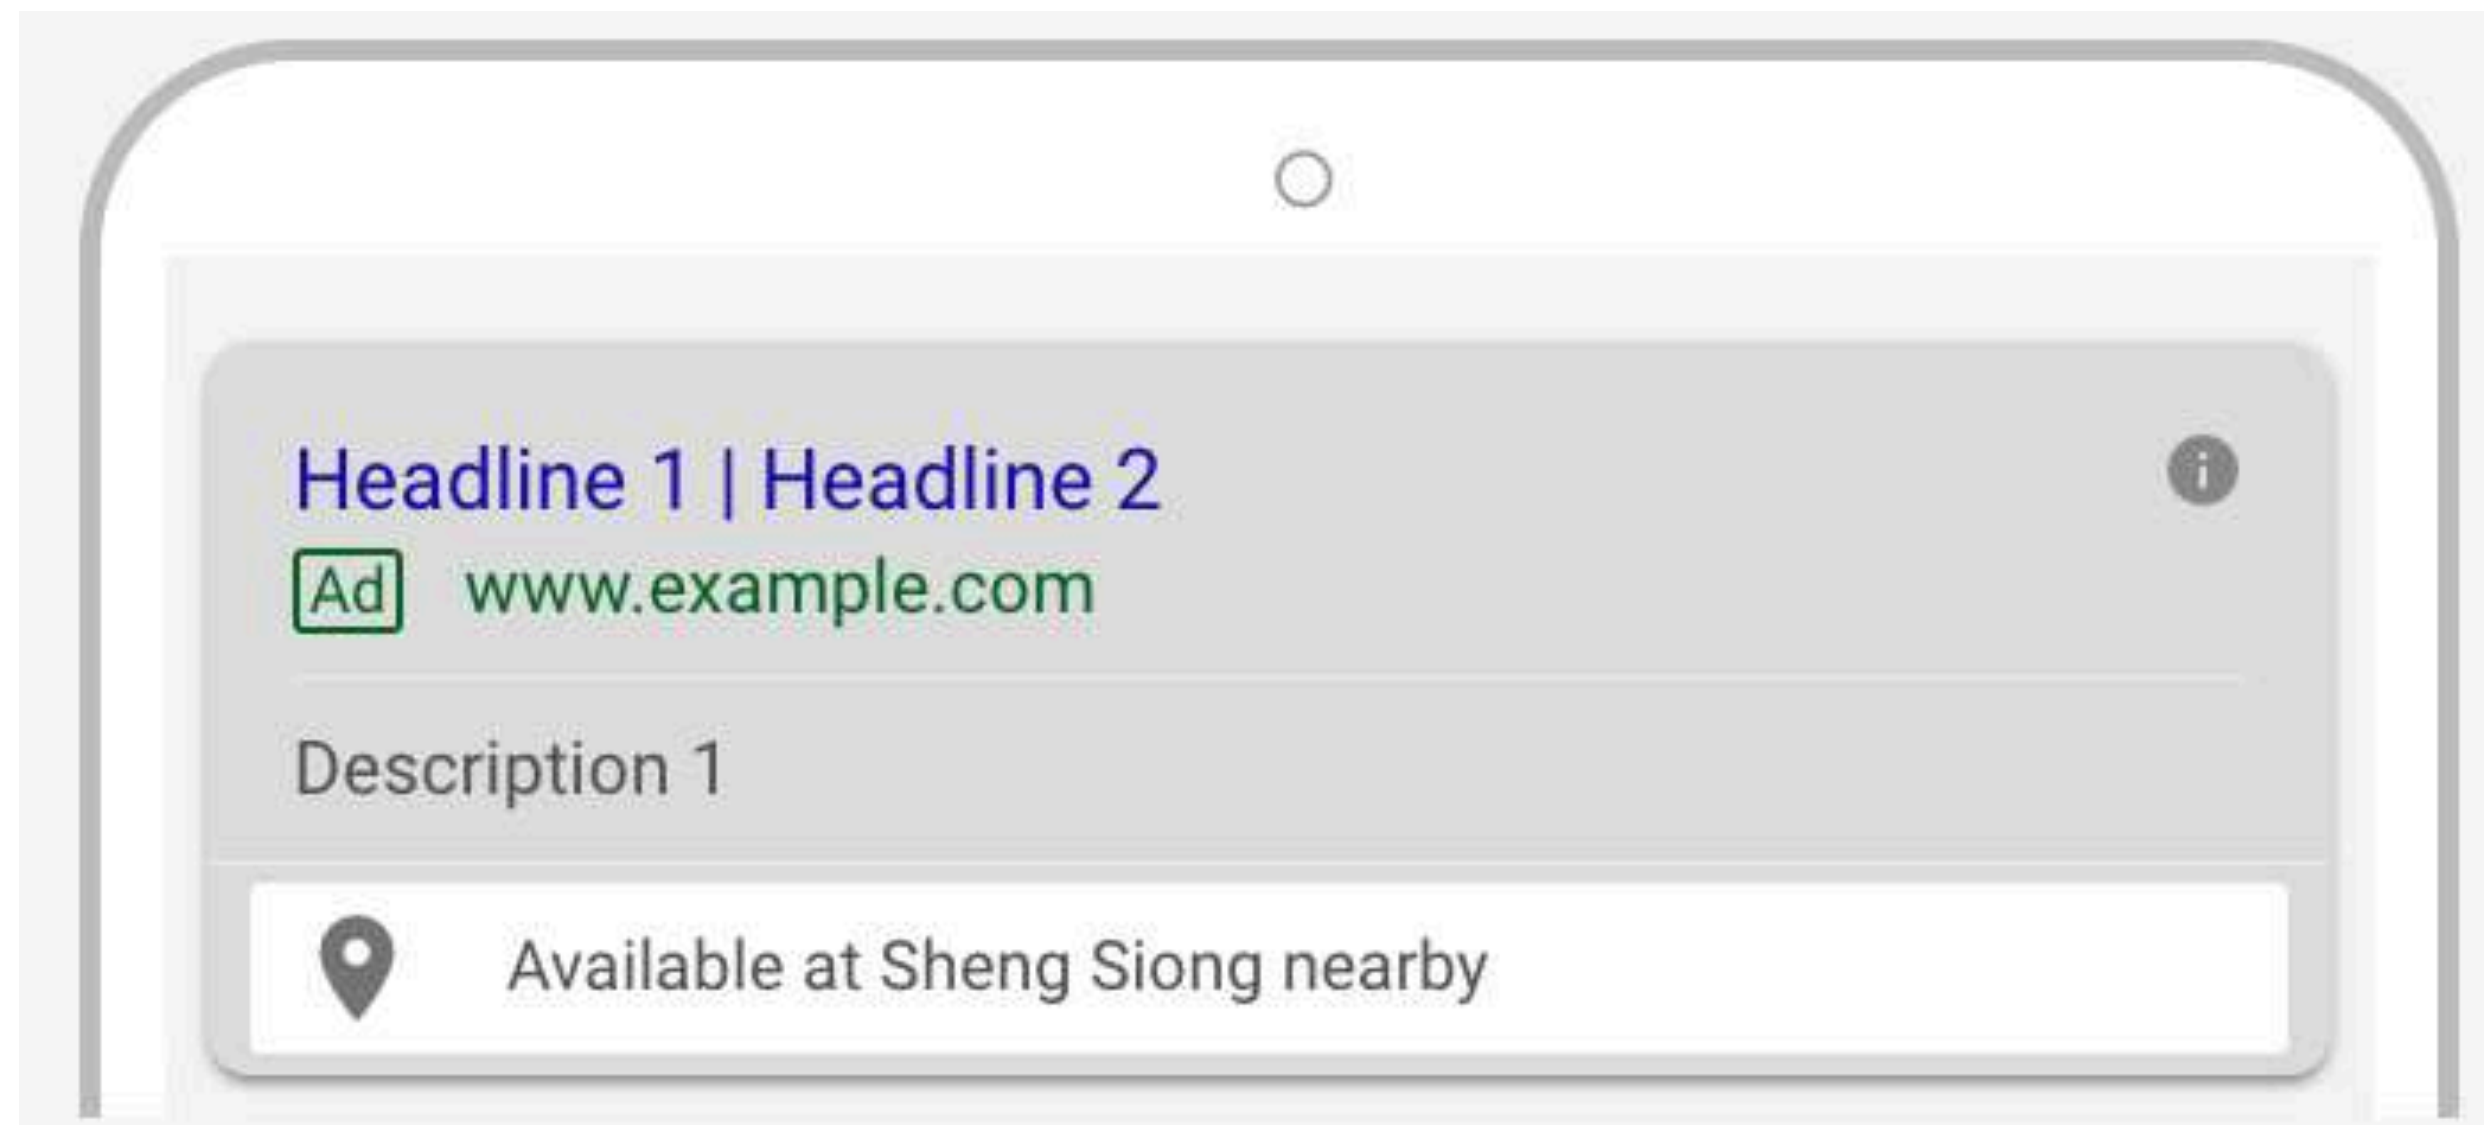 Headline 1 | Headline 2
Ad www.example.com
Description 1
Available at Sheng Siong nearby